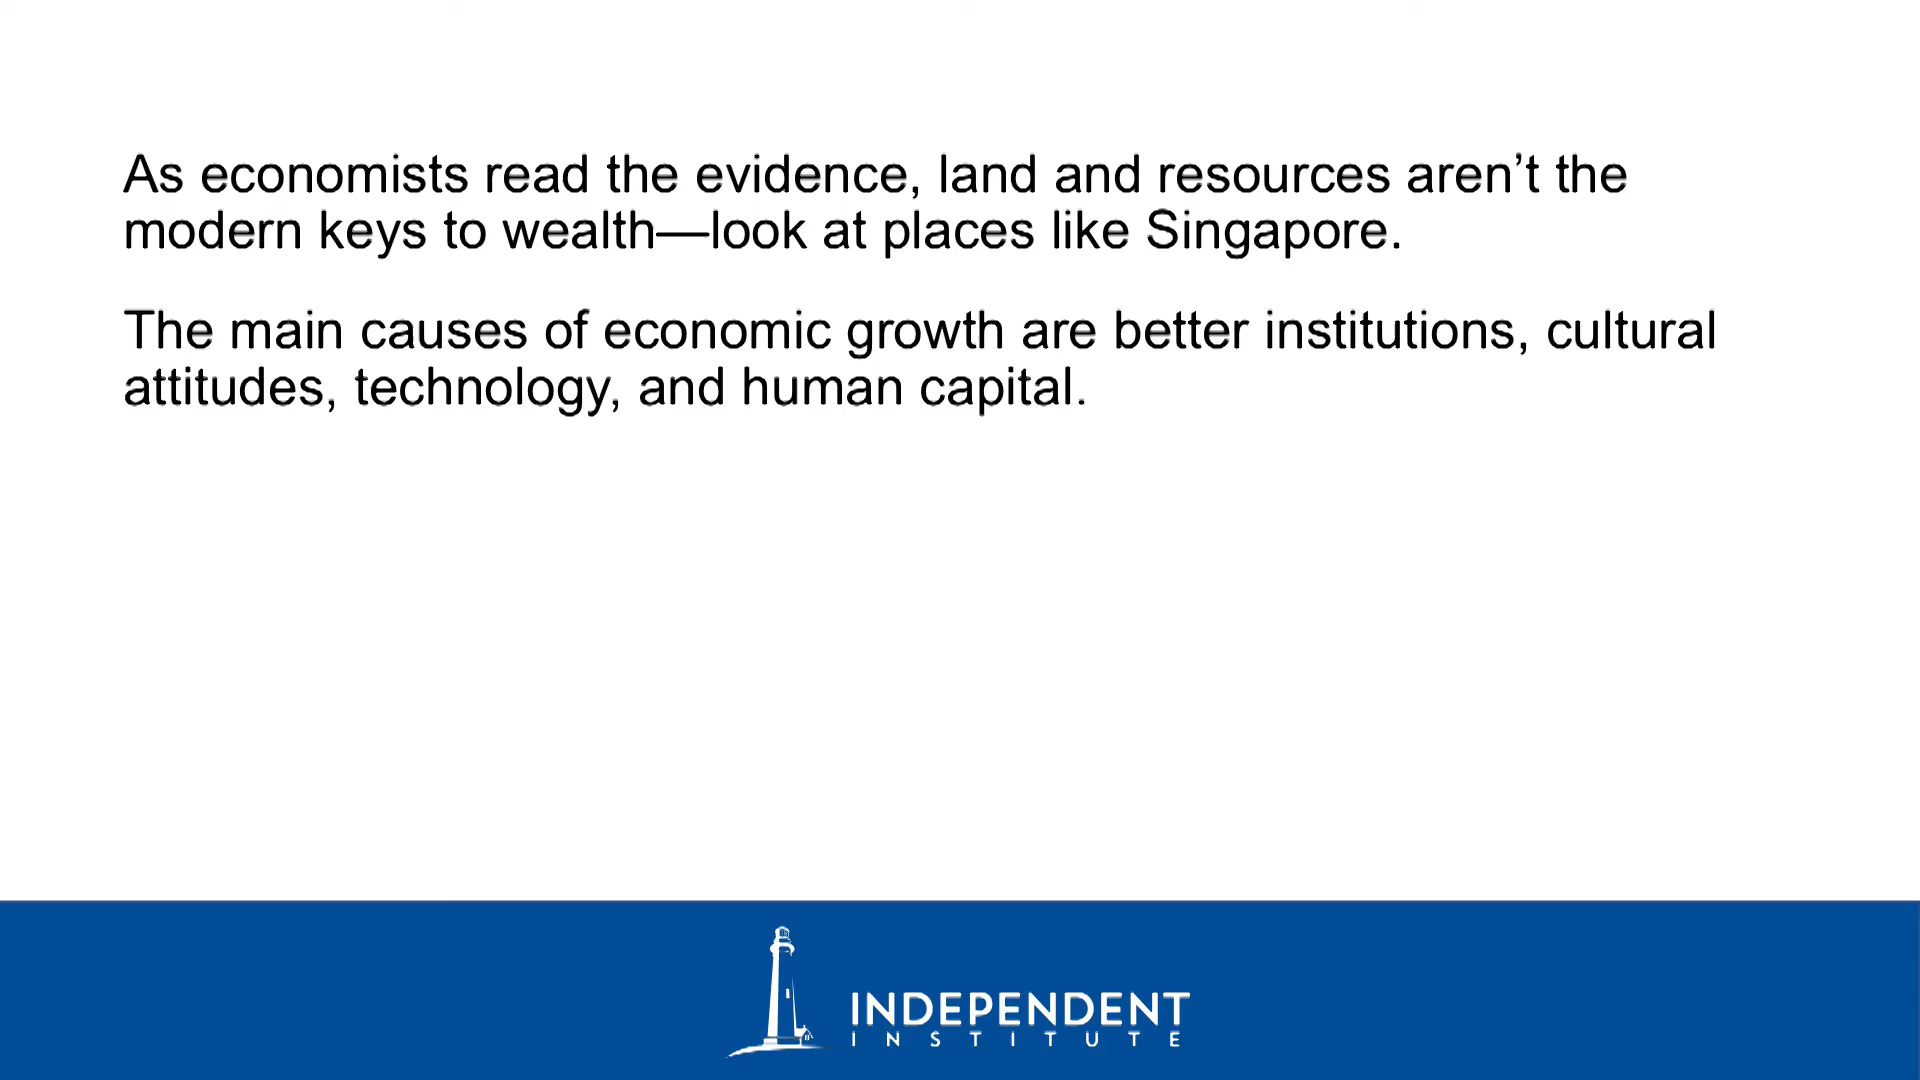 As economists read the evidence, land and resources aren’t the
modern keys to wealth—look at places like Singapore.
The main causes of economic growth are better institutions, cultural
attitudes, technology, and human capital.
INDEPENDENT
INSTITUTE